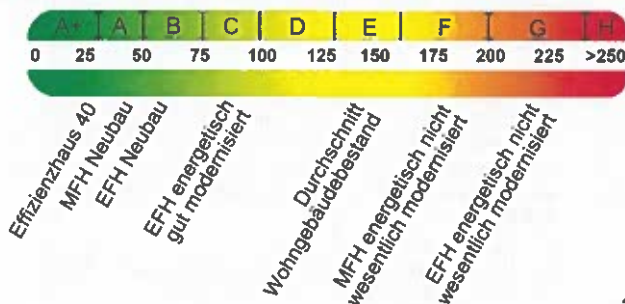 A+ A B C D E F G H
0 25 50 75 100 125 150 175 200 225 >250
Effizienzhaus 40
MFH Neubau
EFH Neubau
EFH energetisch
gut modernisiert
Durchschnitt
Wohngebäudebestand
MFH energetisch nicht
wesentlich modernisiert
EFH energetisch nicht
wesentlich modernisiert